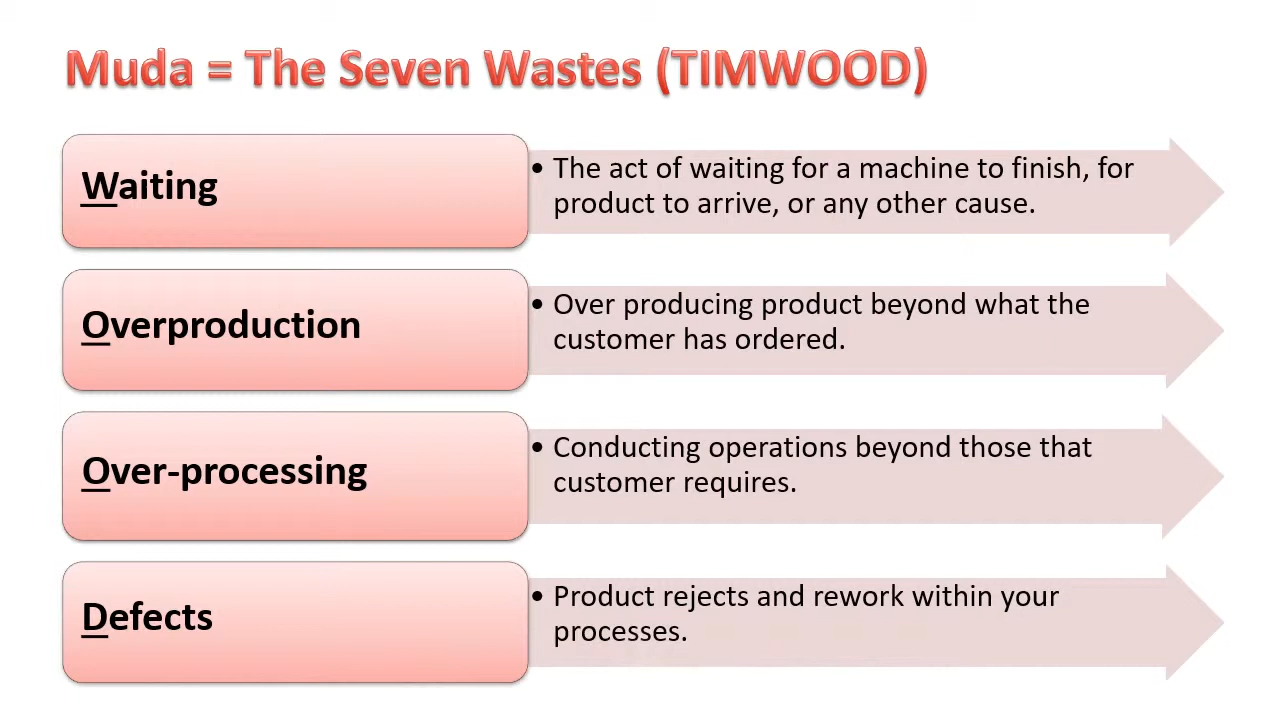 Muda = The Seven Wastes (TIMWOOD)
Waiting
• The act of waiting for a machine to finish, for
product to arrive, or any other cause.
Overproduction
• Over producing product beyond what the
customer has ordered.
Over-processing
• Conducting operations beyond those that
customer requires.
Defects
• Product rejects and rework within your
processes.